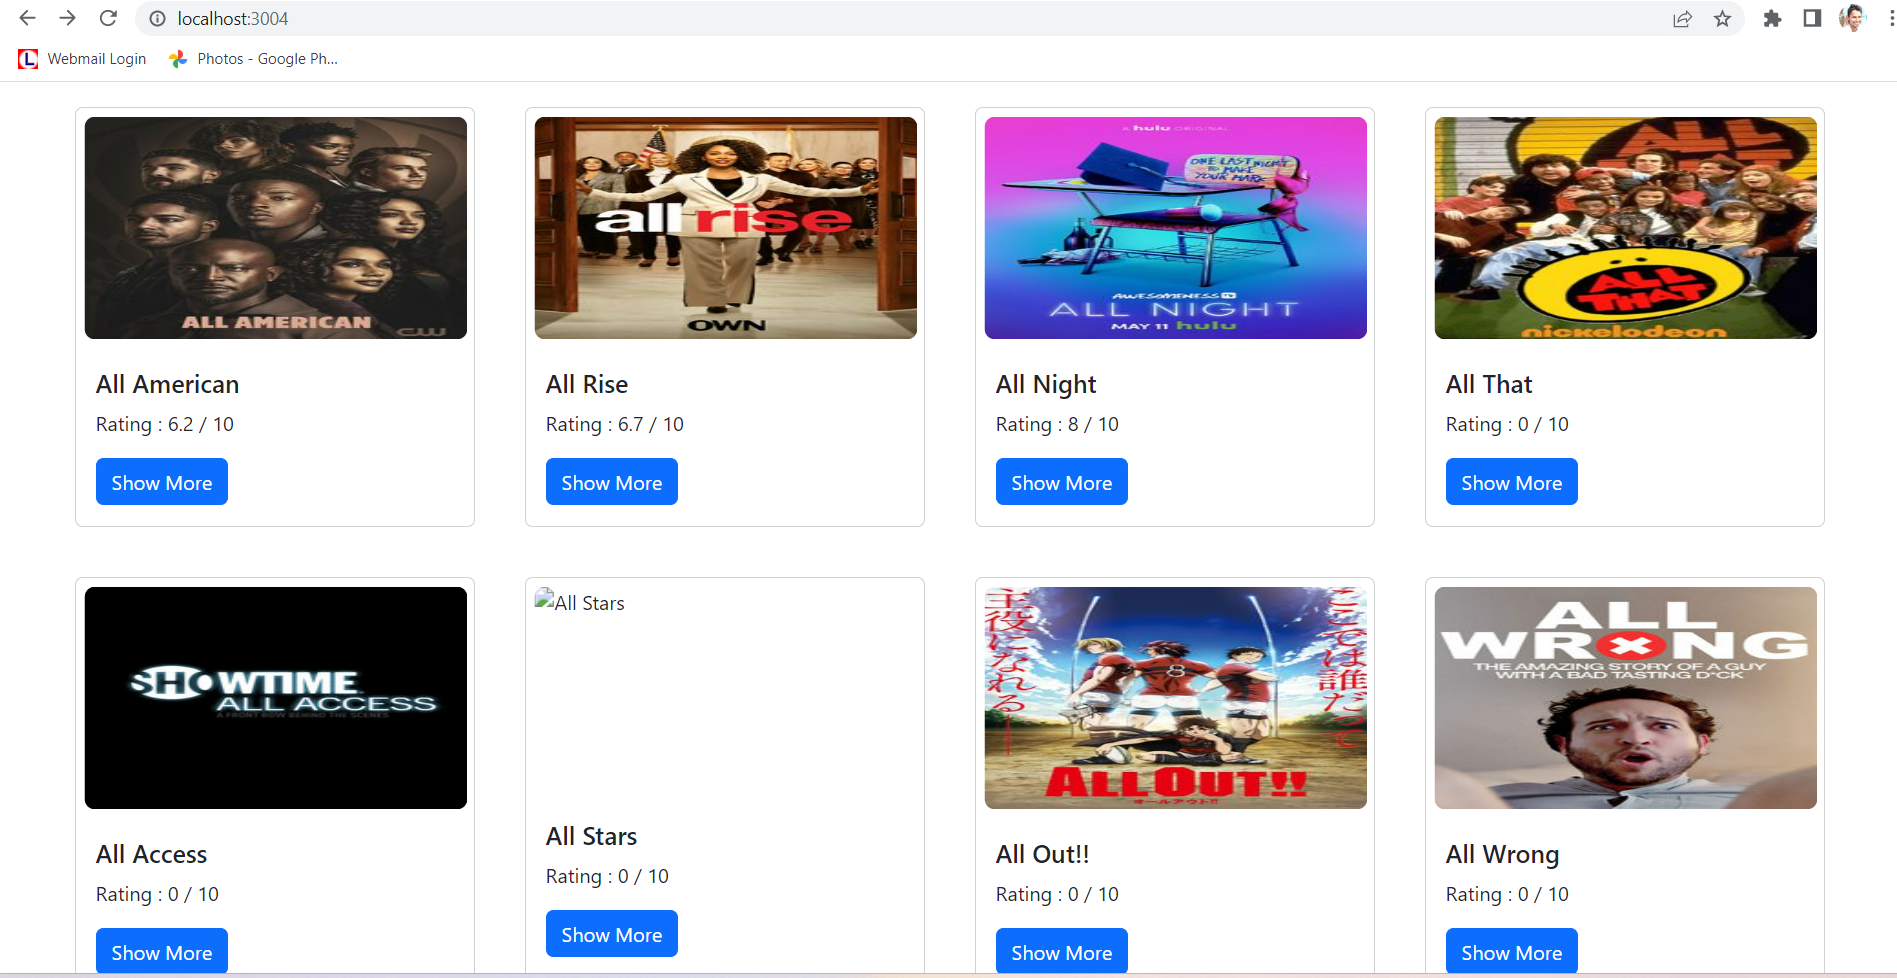 localhost:3004
Webmail Login
Photos - Google Ph...
ALL AMERICAN
CW
all rise
OWN
A hulu ORIGINAL
ONE LAST NIGHT
TO MAKE
YOUR MARK
AWESOMENESS TV
ALL NIGHT
MAY 11 hulu
ALL
ALL
THAT
nickelodeon
All American
Rating : 6.2 / 10
Show More
All Rise
Rating : 6.7 / 10
Show More
All Night
Rating : 8 / 10
Show More
All That
Rating : 0 / 10
Show More
SHOWTIME
ALL ACCESS
A FRONT ROW BEHIND THE SCENES
All Stars
主役になれる——
ここでは誰だって
8
ALL OUT!!
オールアウト!!
ALL
WRONG
THE AMAZING STORY OF A GUY
WITH A BAD TASTING D*CK
All Access
Rating : 0 / 10
Show More
All Stars
Rating : 0 / 10
Show More
All Out!!
Rating : 0 / 10
Show More
All Wrong
Rating : 0 / 10
Show More